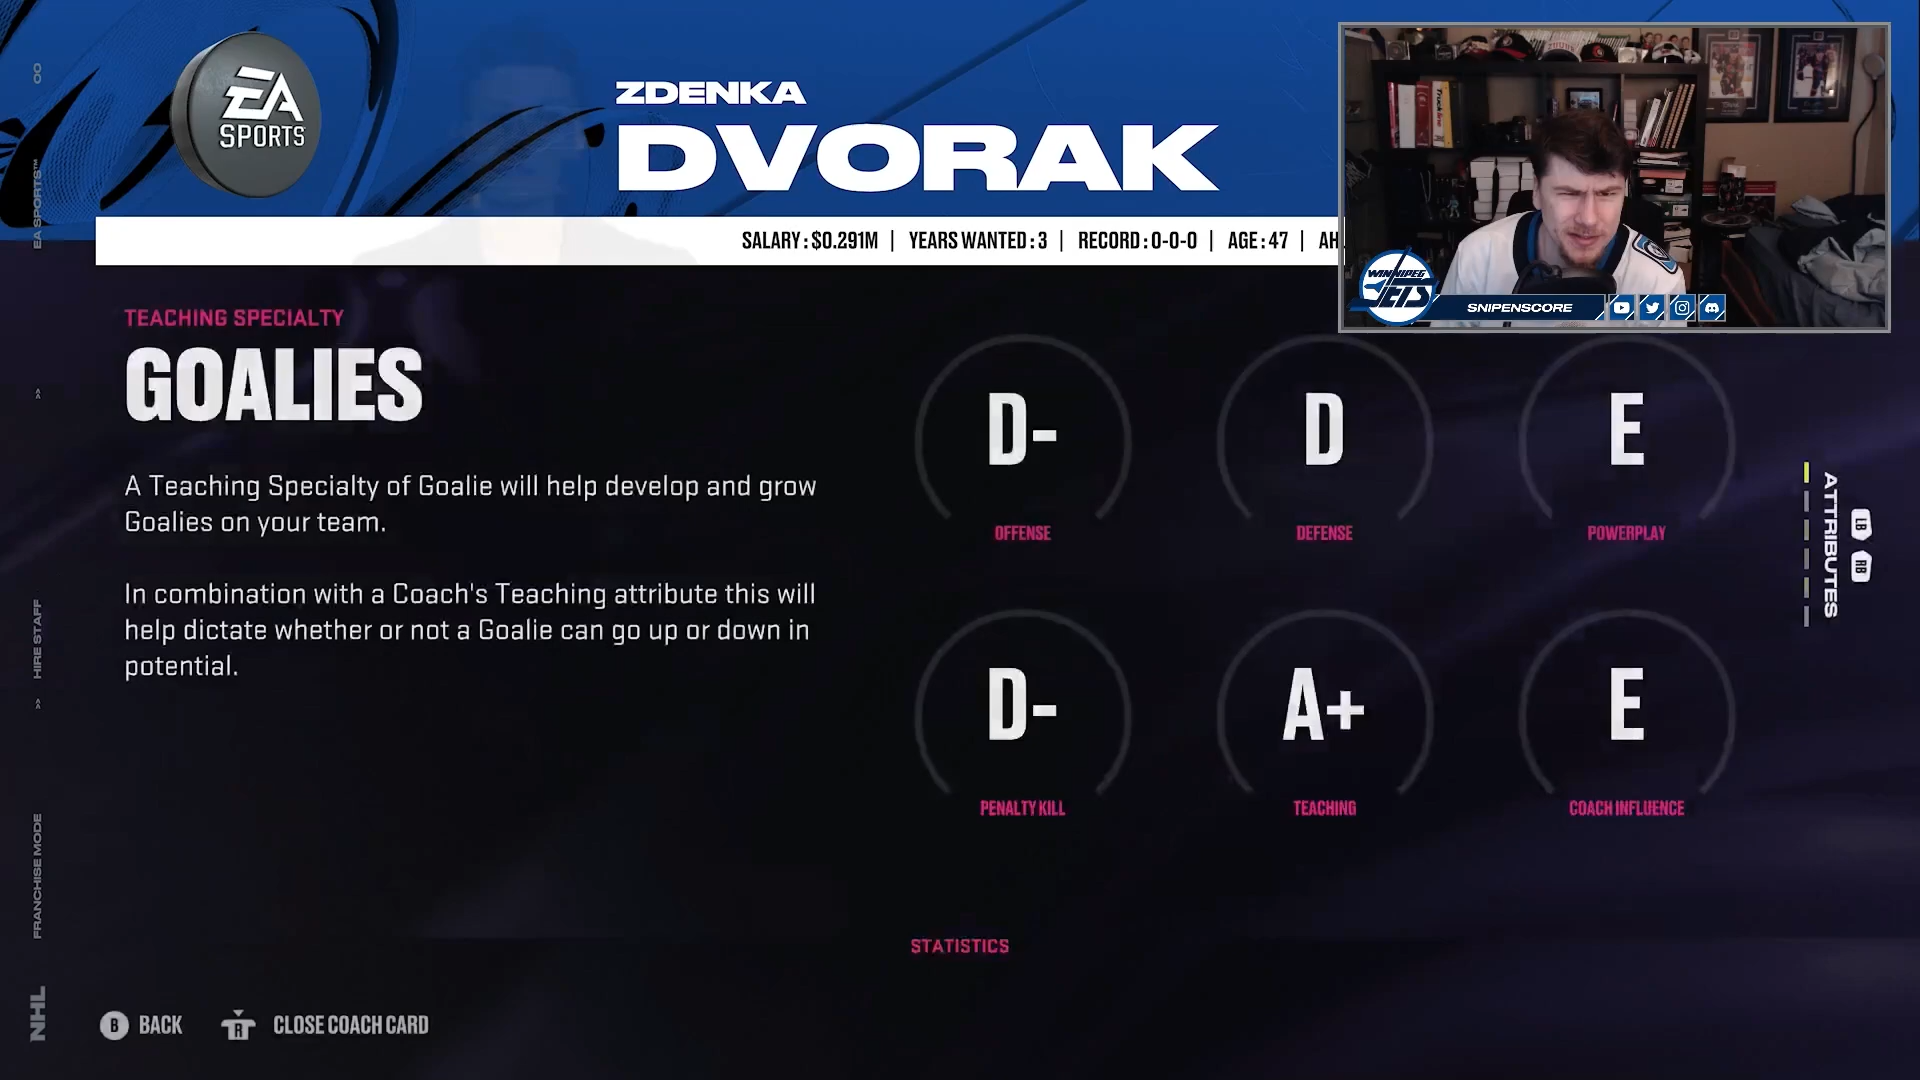 EA
SPORTS
ZDENKA
DVORAK
SALARY : $0.291M | YEARS WANTED : 3 | RECORD : 0-0-0 | AGE : 47 | AH
WINNIPEG
JETS
SNIPENSCORE
TEACHING SPECIALTY
GOALIES
A Teaching Specialty of Goalie will help develop and grow
Goalies on your team.
In combination with a Coach's Teaching attribute this will
help dictate whether or not a Goalie can go up or down in
potential.
D-
OFFENSE
D
DEFENSE
E
POWERPLAY
D-
PENALTY KILL
A+
TEACHING
E
COACH INFLUENCE
STATISTICS
ATTRIBUTES
LB
RB
B BACK
R CLOSE COACH CARD
NHL
FRANCHISE MODE
>>
HIRE STAFF
>>
EA SPORTS™